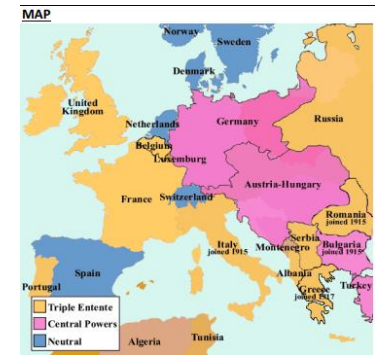 MAP
Norway
Sweden
Denmark
United
Kingdom
Netherlands
Germany
Russia
Belgium
Luxemburg
Austria-Hungary
France
Switzerland
Romania
joined 1915
Italy
joined 1915
Serbia
Montenegro
Bulgaria
joined 1915
Albania
Spain
Portugal
Greece
joined 1917
Turkey
Triple Entente
Central Powers
Neutral
Algeria
Tunisia